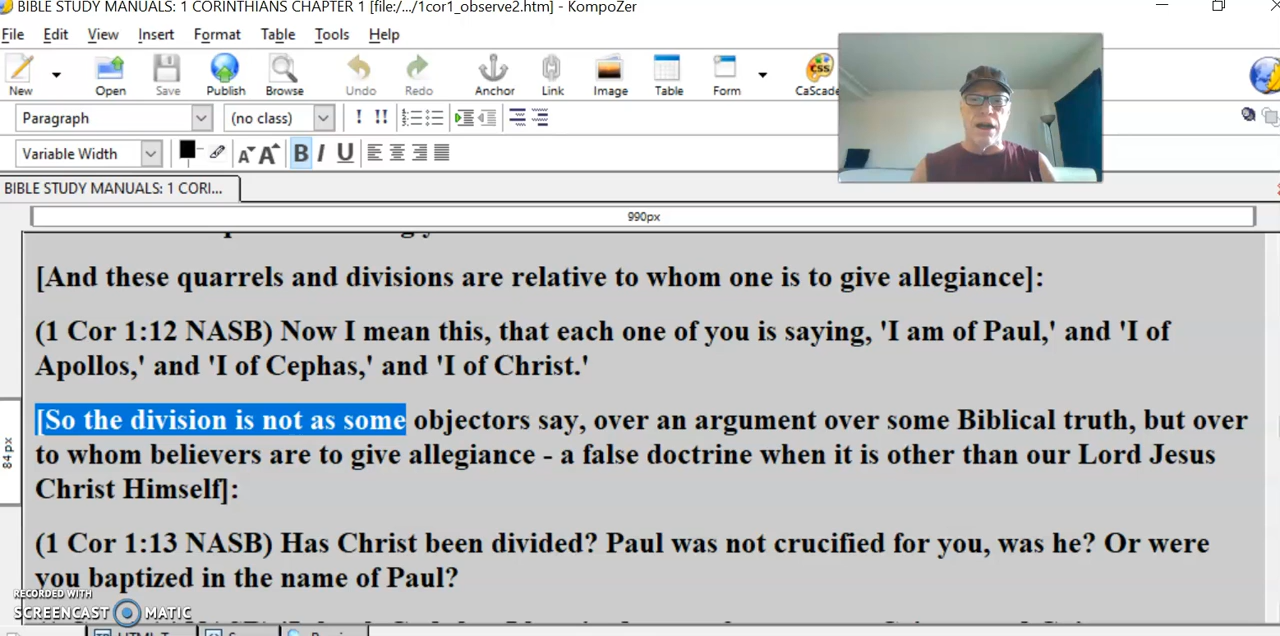 BIBLE STUDY MANUALS: 1 CORINTHIANS CHAPTER 1 [file:/.../1cor1_observe2.htm] - KompoZer
File Edit View Insert Format Table Tools Help
New Open Save Publish Browse Undo Redo Anchor Link Image Table Form CaScade
Paragraph (no class) ! !!
Variable Width A A B I U
BIBLE STUDY MANUALS: 1 CORI...
990px
[And these quarrels and divisions are relative to whom one is to give allegiance]:
(1 Cor 1:12 NASB) Now I mean this, that each one of you is saying, 'I am of Paul,' and 'I of
Apollos,' and 'I of Cephas,' and 'I of Christ.'
[So the division is not as some objectors say, over an argument over some Biblical truth, but over
to whom believers are to give allegiance - a false doctrine when it is other than our Lord Jesus
Christ Himself]:
84 px
(1 Cor 1:13 NASB) Has Christ been divided? Paul was not crucified for you, was he? Or were
you baptized in the name of Paul?
RECORDED WITH
SCREENCAST MATIC